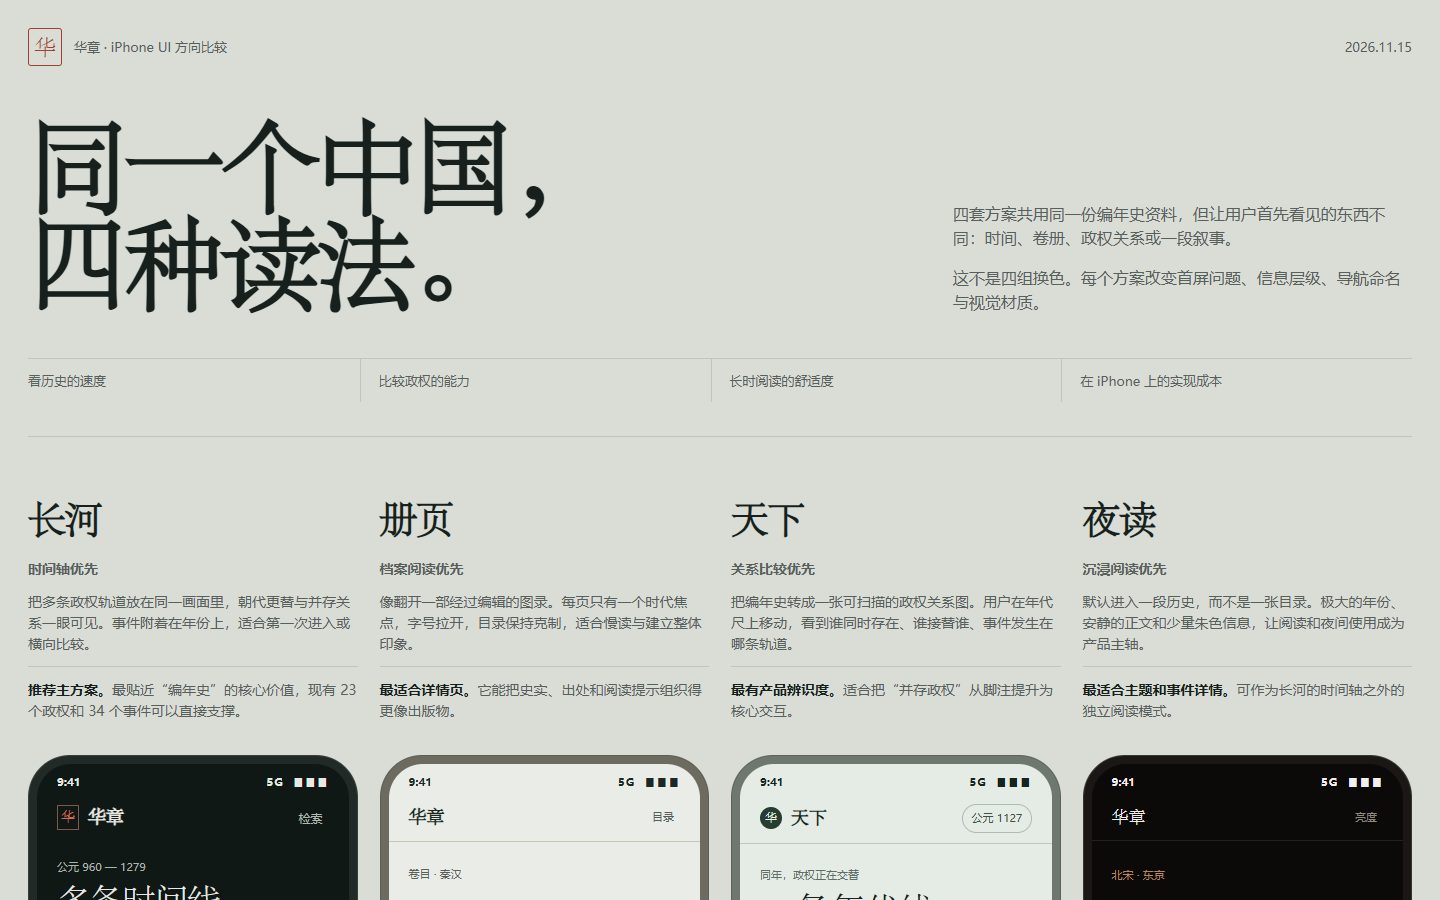 华 华章 · iPhone UI 方向比较
2026.11.15
同一个中国，
四种读法。
四套方案共用同一份编年史资料，但让用户首先看见的东西不
同：时间、卷册、政权关系或一段叙事。
这不是四组换色。每个方案改变首屏问题、信息层级、导航命名
与视觉材质。
看历史的速度
比较政权的能力
长时阅读的舒适度
在 iPhone 上的实现成本
长河
时间轴优先
把多条政权轨道放在同一画面里，朝代更替与并存关
系一眼可见。事件附着在年份上，适合第一次进入或
横向比较。
推荐主方案。最贴近“编年史”的核心价值，现有 23
个政权和 34 个事件可以直接支撑。
9:41 5G
华 华章 检索
公元 960 — 1279
册页
档案阅读优先
像翻开一部经过编辑的图录。每页只有一个时代焦
点，字号拉开，目录保持克制，适合慢读与建立整体
印象。
最适合详情页。它能把史实、出处和阅读提示组织得
更像出版物。
9:41 5G
华章 目录
卷目 · 秦汉
天下
关系比较优先
把编年史转成一张可扫描的政权关系图。用户在年代
尺上移动，看到谁同时存在、谁接替谁、事件发生在
哪条轨道。
最有产品辨识度。适合把“并存政权”从脚注提升为
核心交互。
9:41 5G
华 天下 公元 1127
同年，政权正在交替
夜读
沉浸阅读优先
默认进入一段历史，而不是一张目录。极大的年份、
安静的正文和少量朱色信息，让阅读和夜间使用成为
产品主轴。
最适合主题和事件详情。可作为长河的时间轴之外的
独立阅读模式。
9:41 5G
华章 亮度
北宋 · 东京